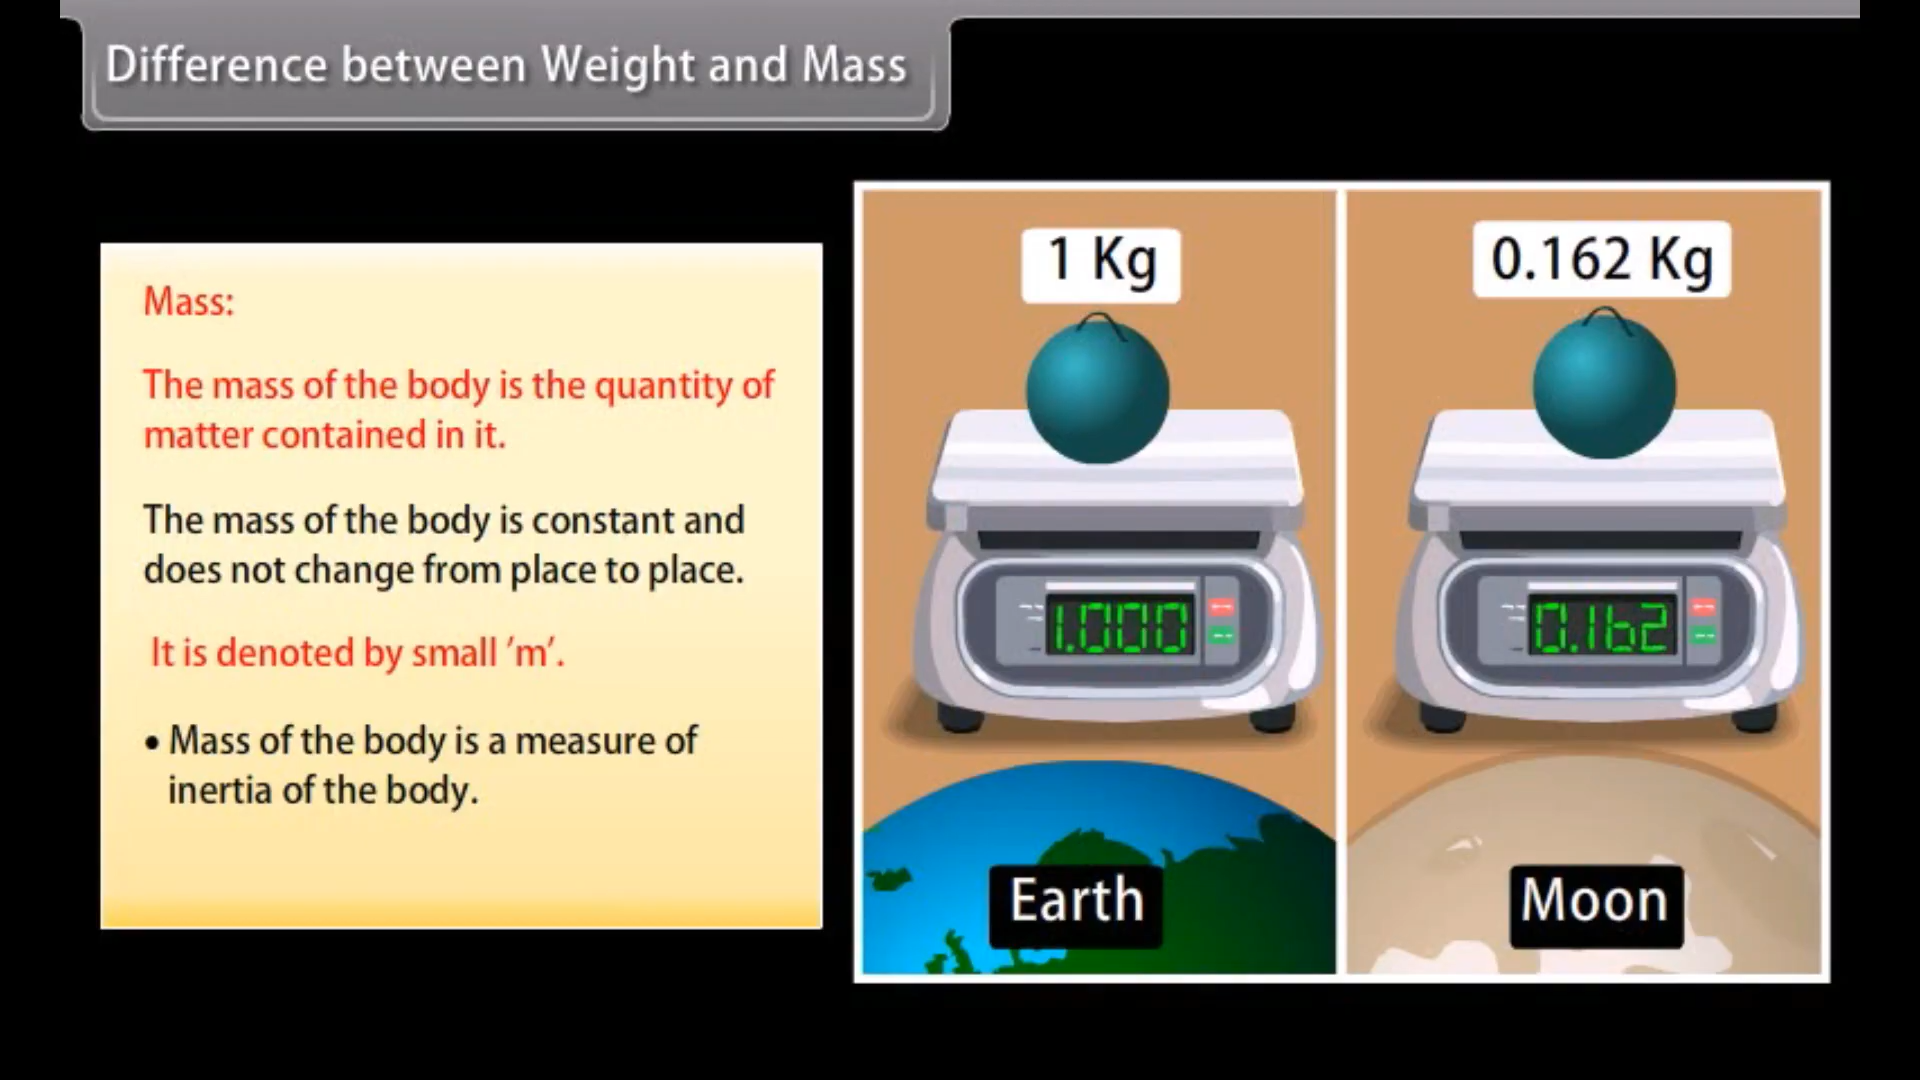 Difference between Weight and Mass
Mass:
The mass of the body is the quantity of
matter contained in it.
The mass of the body is constant and
does not change from place to place.
It is denoted by small 'm'.
• Mass of the body is a measure of
inertia of the body.
1 Kg
1.000
Earth
0.162 Kg
0.162
Moon